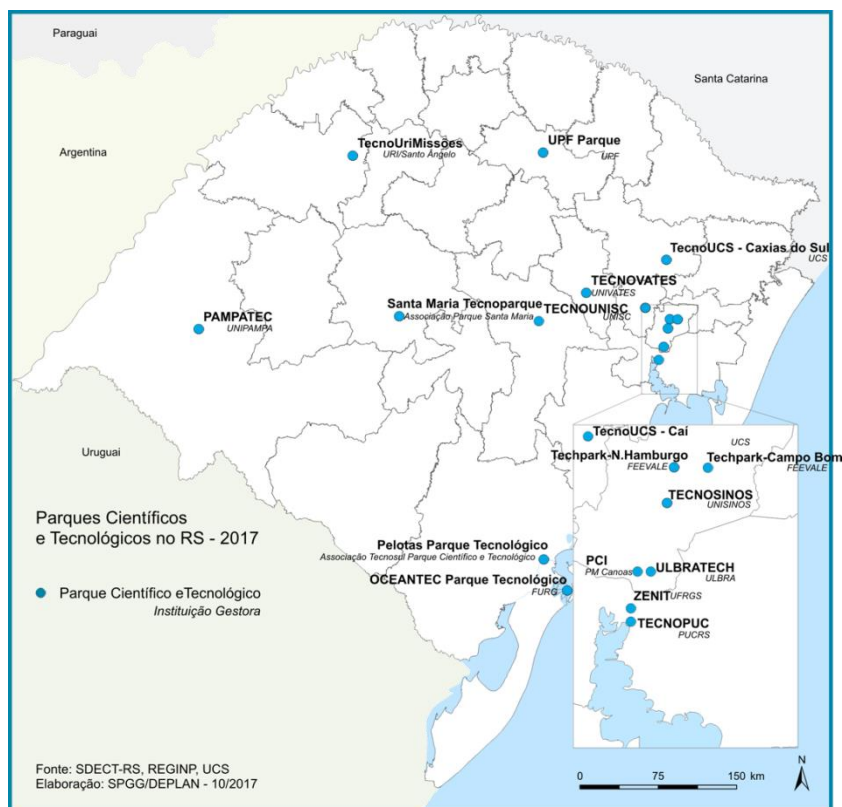 Paraguai
Santa Catarina
Argentina
TecnoUriMissões
URI/Santo Ângelo
UPF Parque
UPF
TecnoUCS - Caxias do Sul
UCS
TECNOVATES
UNIVATES
Santa Maria Tecnoparque
Associação Parque Santa Maria
TECNOUNISC
UNISC
PAMPATEC
UNIPAMPA
Uruguai
TecnoUCS - Caí
UCS
Techpark-N.Hamburgo
FEEVALE
Techpark-Campo Bom
FEEVALE
TECNOSINOS
UNISINOS
PCI
PM Canoas
ULBRATECH
ULBRA
ZENIT
UFRGS
TECNOPUC
PUCRS
Pelotas Parque Tecnológico
Associação Tecnosul Parque Científico e Tecnológico
OCEANTEC Parque Tecnológico
FURG
Parques Científicos
e Tecnológicos no RS - 2017
Parque Científico eTecnológico
Instituição Gestora
Fonte: SDECT-RS, REGINP, UCS
Elaboração: SPGG/DEPLAN - 10/2017
N
0 75 150 km